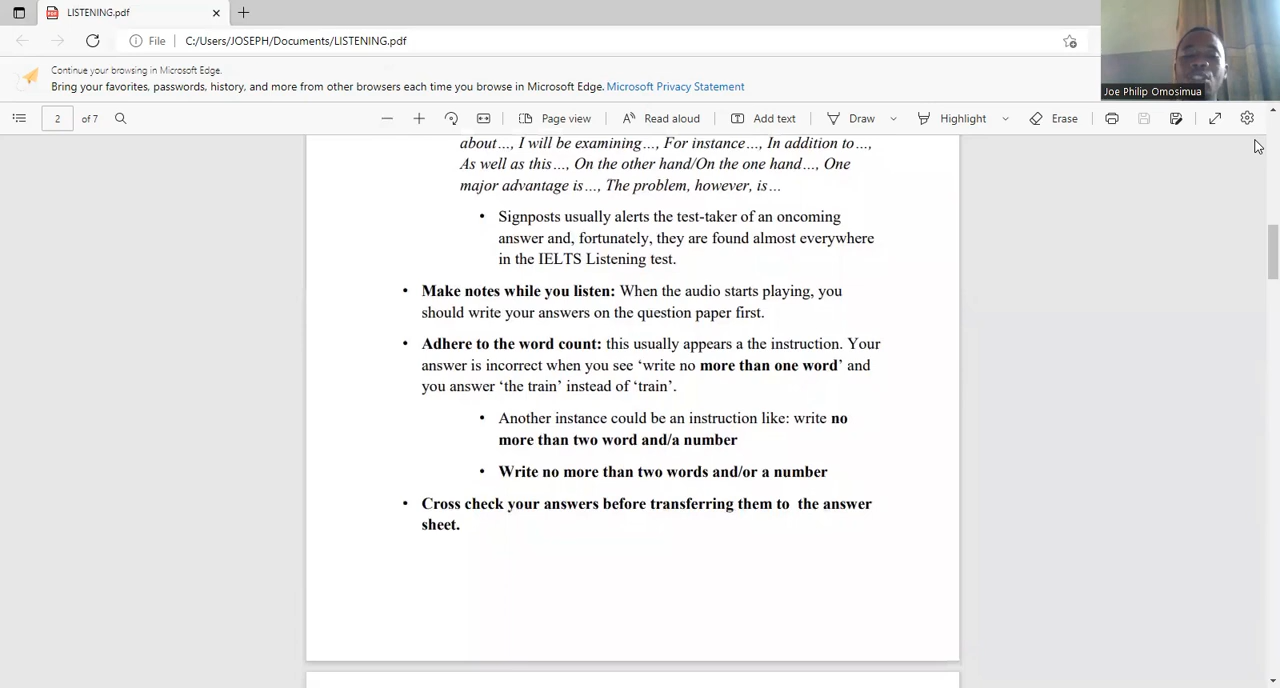 LISTENING.pdf
File C:/Users/JOSEPH/Documents/LISTENING.pdf
Continue your browsing in Microsoft Edge.
Bring your favorites, passwords, history, and more from other browsers each time you browse in Microsoft Edge. Microsoft Privacy Statement
Joe Philip Omosimua
2 of 7 Page view Read aloud Add text Draw Highlight Erase
about…, I will be examining…, For instance…, In addition to…,
As well as this…, On the other hand/On the one hand…, One
major advantage is…, The problem, however, is…
• Signposts usually alerts the test-taker of an oncoming
answer and, fortunately, they are found almost everywhere
in the IELTS Listening test.
• Make notes while you listen: When the audio starts playing, you
should write your answers on the question paper first.
• Adhere to the word count: this usually appears a the instruction. Your
answer is incorrect when you see ‘write no more than one word’ and
you answer ‘the train’ instead of ‘train’.
• Another instance could be an instruction like: write no
more than two word and/a number
• Write no more than two words and/or a number
• Cross check your answers before transferring them to the answer
sheet.